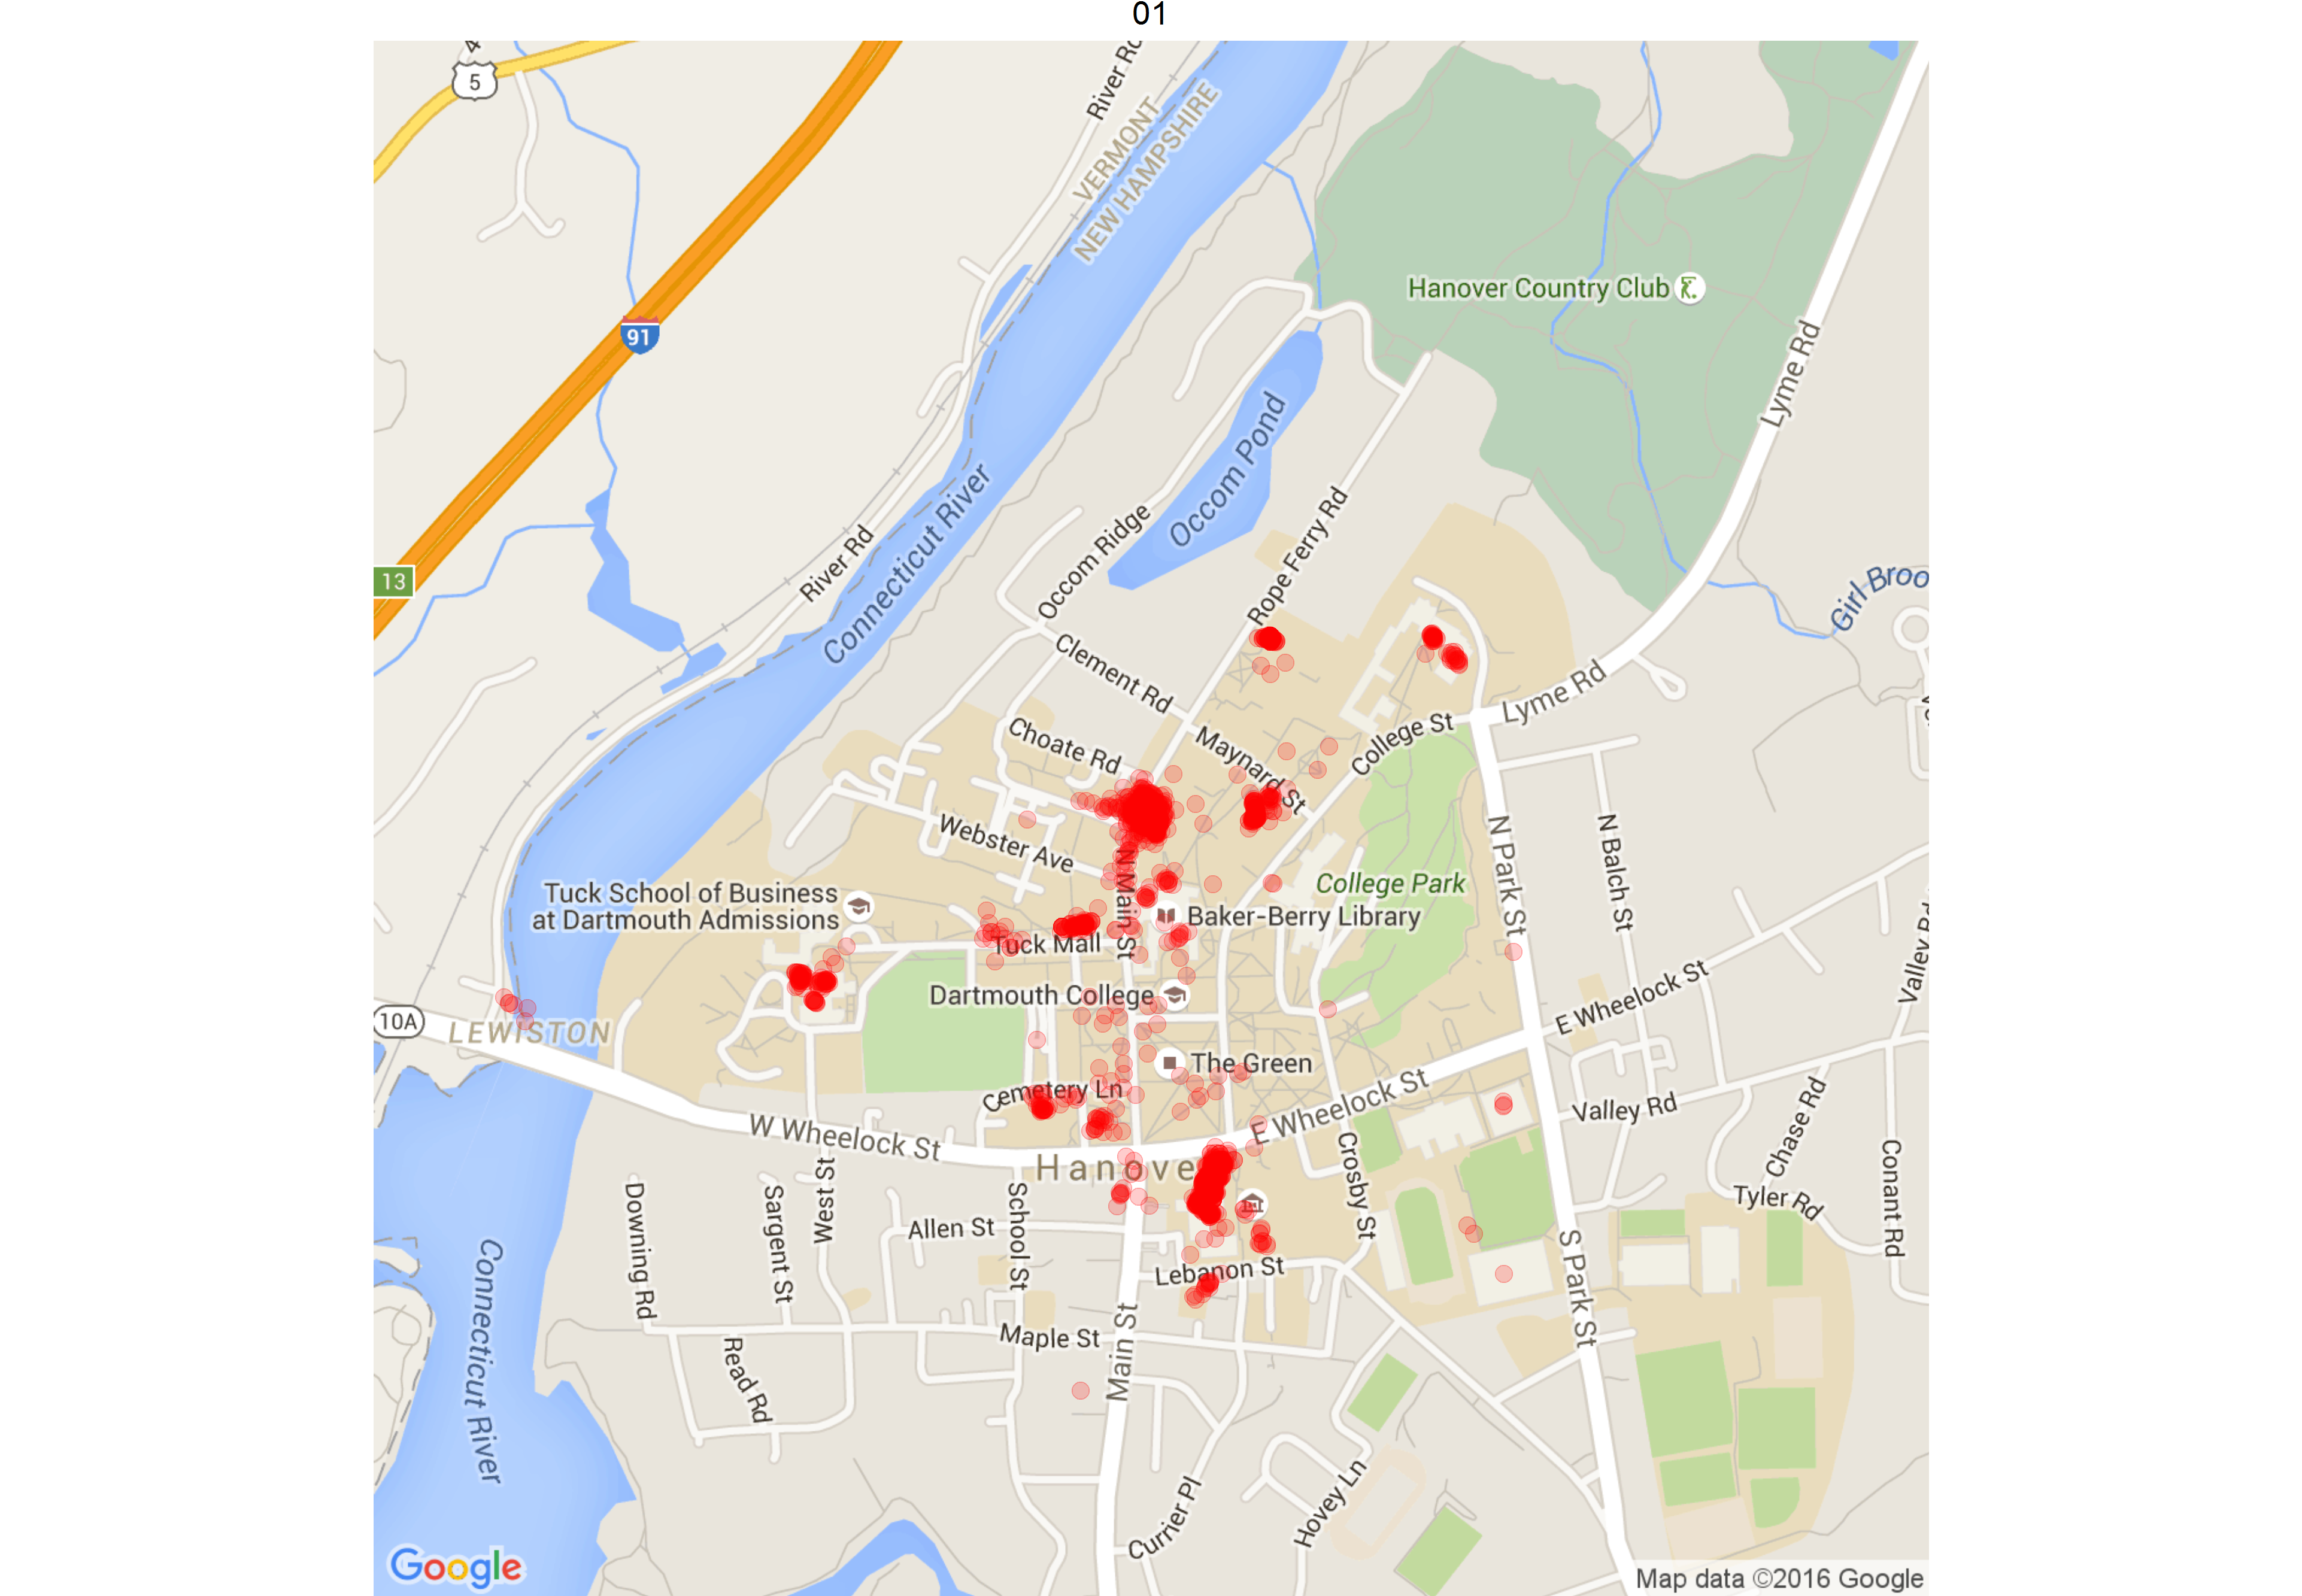 01
4
5
River Rd
VERMONT
NEW HAMPSHIRE
Hanover Country Club
91
Lyme Rd
Occom Pond
Connecticut River
13
River Rd
Occom Ridge
Rope Ferry Rd
Girl Broo
Clement Rd
Lyme Rd
Choate Rd
Maynard St
College St
Webster Ave
N Main St
N Park St
N Balch St
Tuck School of Business
at Dartmouth Admissions
College Park
Baker-Berry Library
Tuck Mall
Valley Rd
Dartmouth College
E Wheelock St
10A
LEWISTON
The Green
Cemetery Ln
E Wheelock St
Valley Rd
Chase Rd
W Wheelock St
Hanove
Crosby St
Conant Rd
Downing Rd
Sargent St
West St
School St
Allen St
Tyler Rd
Lebanon St
S Park St
Connecticut River
Maple St
Main St
Read Rd
Currier Pl
Hovey Ln
Google
Map data ©2016 Google